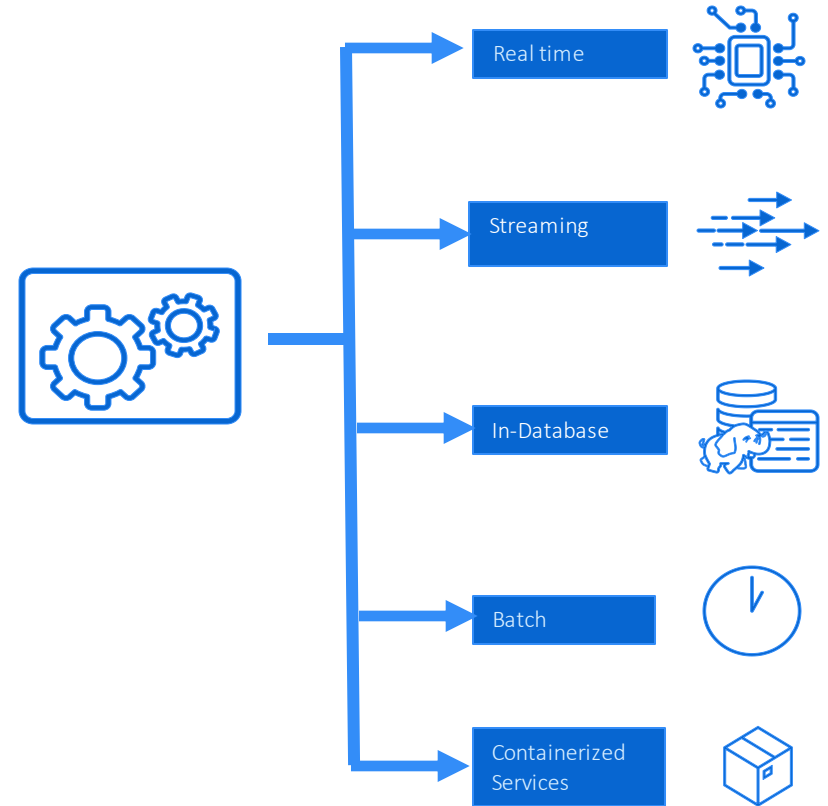 Real time
Streaming
In-Database
Batch
Containerized
Services